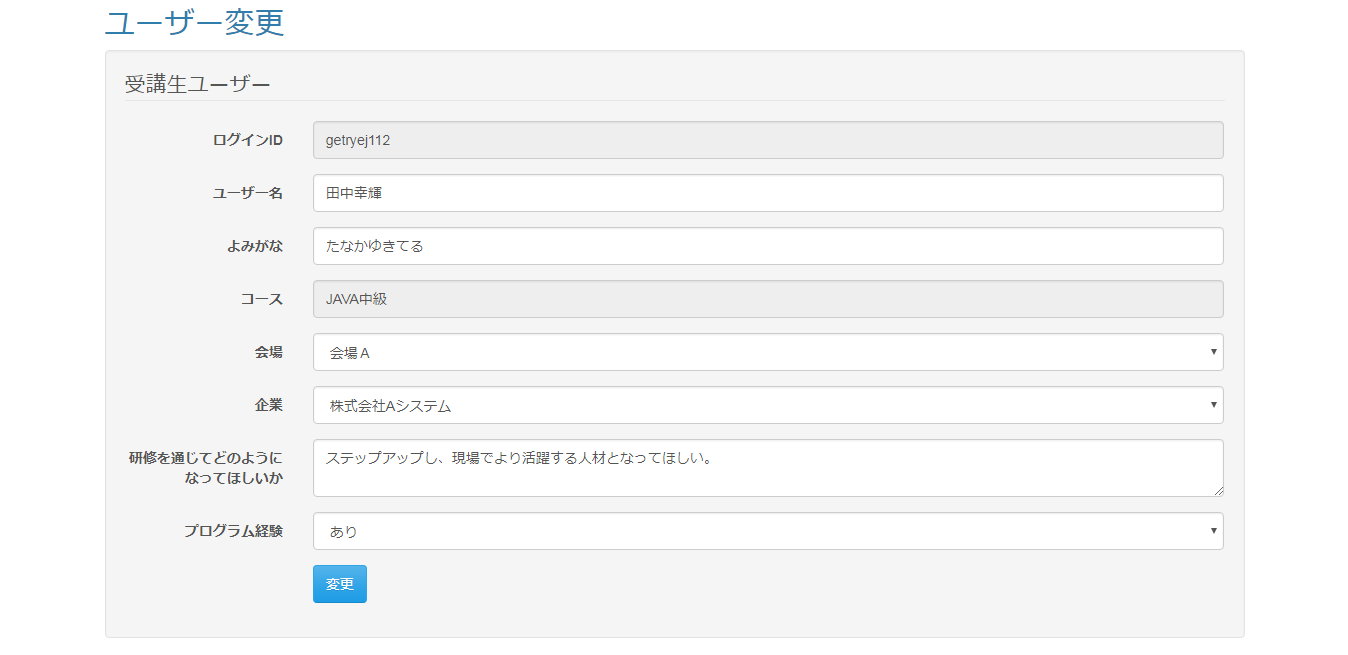 ユーザー変更
受講生ユーザー
ログインID getryej112
ユーザー名 田中幸輝
よみがな たなかゆきてる
コース JAVA中級
会場 会場A
企業 株式会社Aシステム
研修を通じてどのように ステップアップし、現場でより活躍する人材となってほしい。
なってほしいか
プログラム経験 あり
変更